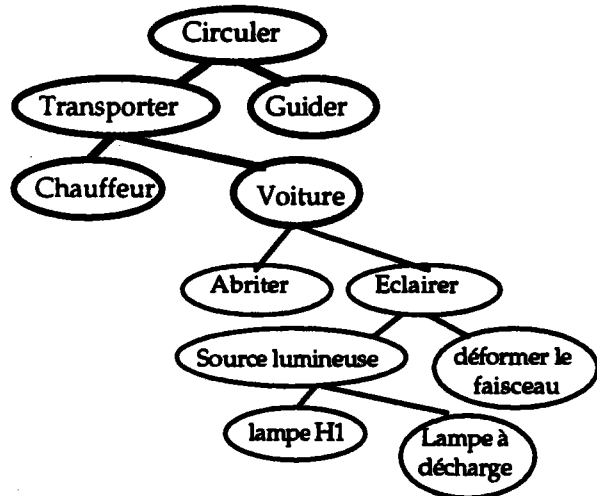 Circuler
Transporter
Guider
Chauffeur
Voiture
Abriter
Eclairer
Source lumineuse
déformer le
faisceau
lampe H1
Lampe à
décharge